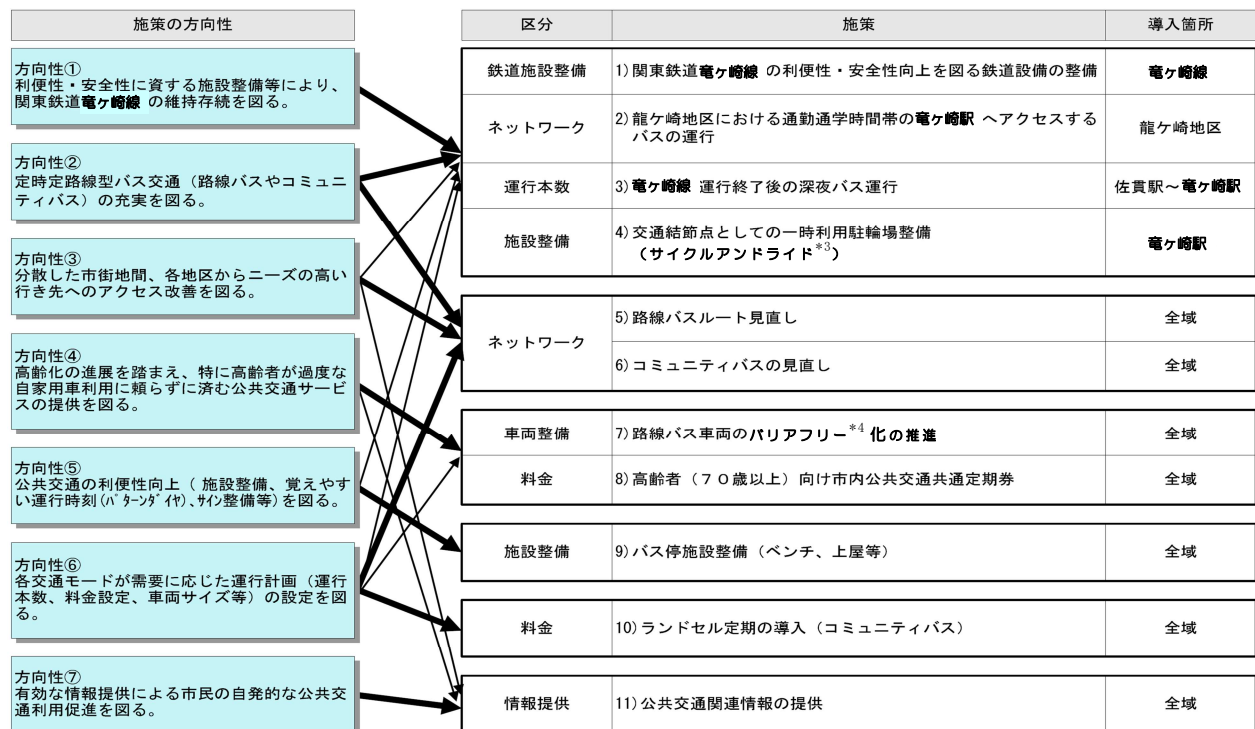 施策の方向性
方向性①
利便性・安全性に資する施設整備等により、
関東鉄道竜ヶ崎線 の維持存続を図る。
方向性②
定時定路線型バス交通（路線バスやコミュニ
ティバス）の充実を図る。
方向性③
分散した市街地間、各地区からニーズの高い
行き先へのアクセス改善を図る。
方向性④
高齢化の進展を踏まえ、特に高齢者が過度な
自家用車利用に頼らずに済む公共交通サービ
スの提供を図る。
方向性⑤
公共交通の利便性向上（ 施設整備、覚えやす
い運行時刻(ﾊﾟﾀｰﾝﾀﾞｲﾔ)、ｻｲﾝ整備等)を図る。
方向性⑥
各交通モードが需要に応じた運行計画（運行
本数、料金設定、車両サイズ等）の設定を図
る。
方向性⑦
有効な情報提供による市民の自発的な公共交
通利用促進を図る。
区分 施策 導入箇所
鉄道施設整備 1)関東鉄道竜ヶ崎線 の利便性・安全性向上を図る鉄道設備の整備 竜ヶ崎線
ネットワーク 2)龍ケ崎地区における通勤通学時間帯の竜ヶ崎駅 へアクセスする 龍ケ崎地区
バスの運行
運行本数 3)竜ヶ崎線 運行終了後の深夜バス運行 佐貫駅～竜ヶ崎駅
施設整備 4)交通結節点としての一時利用駐輪場整備 竜ヶ崎駅
（サイクルアンドライド*3）
ネットワーク 5)路線バスルート見直し 全域
6)コミュニティバスの見直し 全域
車両整備 7)路線バス車両のバリアフリー*4 化の推進 全域
料金 8)高齢者（７０歳以上）向け市内公共交通共通定期券 全域
施設整備 9)バス停施設整備（ベンチ、上屋等） 全域
料金 10)ランドセル定期の導入（コミュニティバス） 全域
情報提供 11)公共交通関連情報の提供 全域